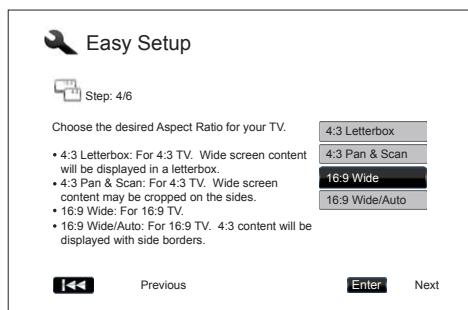 Easy Setup
Step: 4/6
Choose the desired Aspect Ratio for your TV.
• 4:3 Letterbox: For 4:3 TV. Wide screen content
will be displayed in a letterbox.
• 4:3 Pan & Scan: For 4:3 TV. Wide screen
content may be cropped on the sides.
• 16:9 Wide: For 16:9 TV.
• 16:9 Wide/Auto: For 16:9 TV. 4:3 content will be
displayed with side borders.
4:3 Letterbox
4:3 Pan & Scan
16:9 Wide
16:9 Wide/Auto
Previous
Enter Next